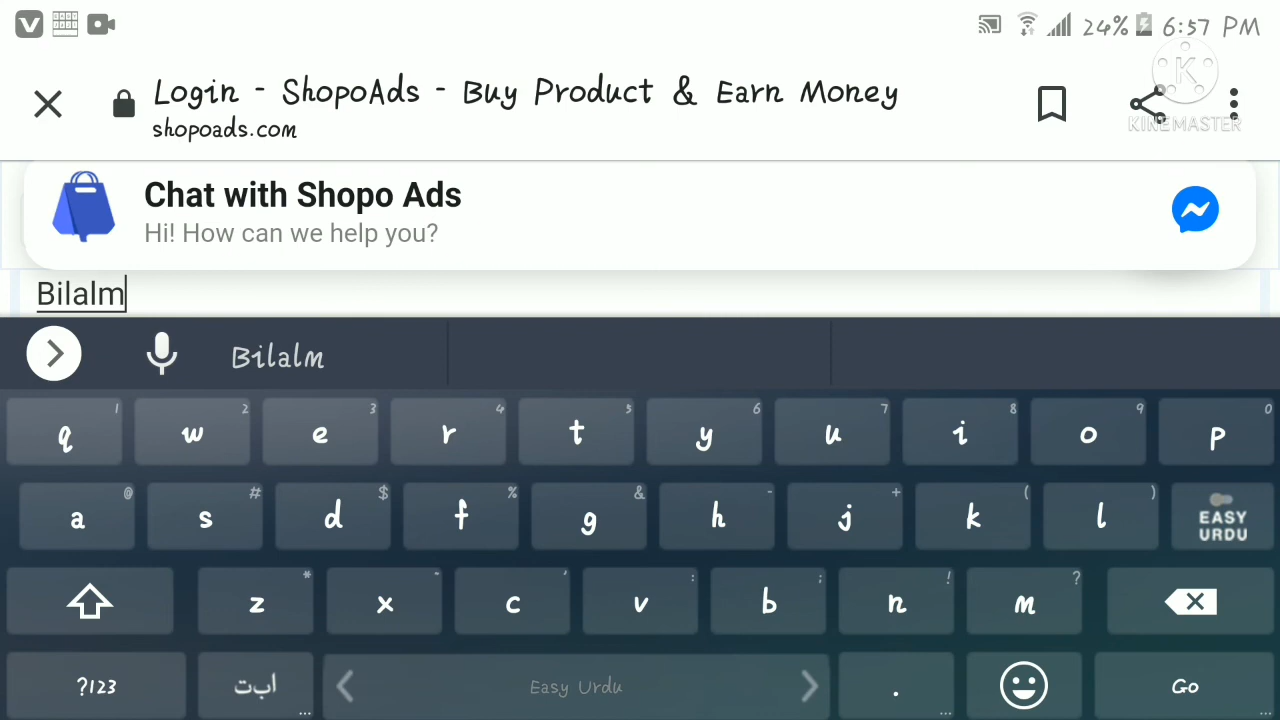 24% 6:57 PM
Login - ShopoAds - Buy Product & Earn Money
shopoads.com
K
KINEMASTER
Chat with Shopo Ads
Hi! How can we help you?
Bilalm
Bilalm
q 1 w 2 e 3 r 4 t 5 y 6 u 7 i 8 o 9 p 0
a @ s # d $ f % g & h - j + k ( l ) EASY URDU
z * x c v : b ; n ! m ?
?123 ابت ... Easy Urdu . ... Go ...